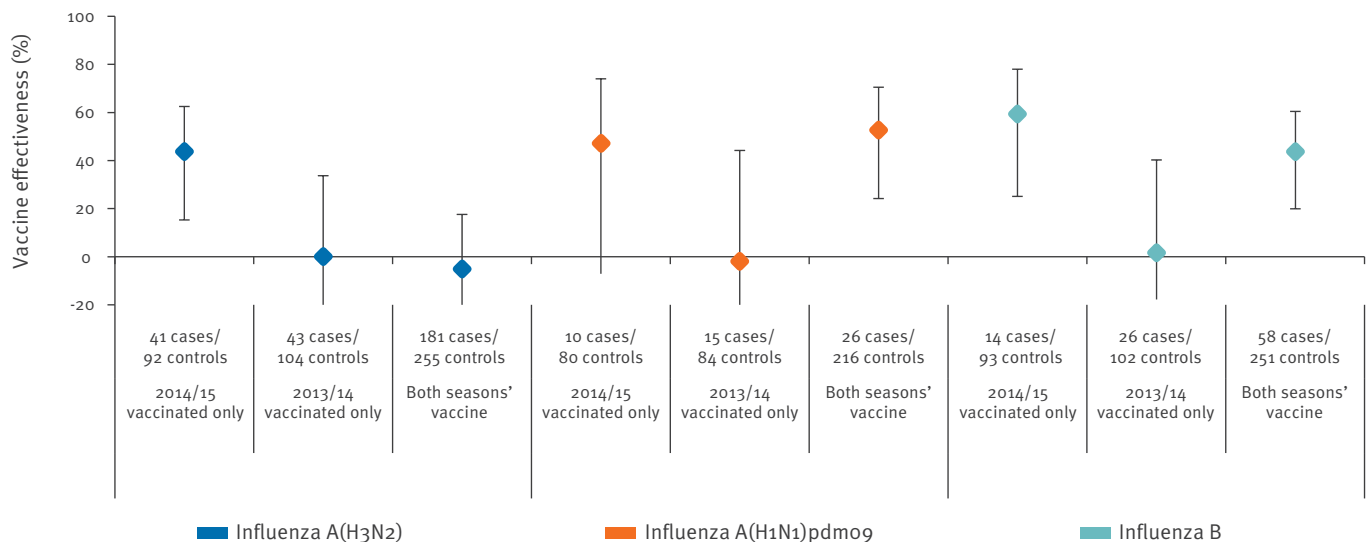 Vaccine effectiveness (%)
100
80
60
40
20
0
-20
41 cases/
92 controls
2014/15
vaccinated only
43 cases/
104 controls
2013/14
vaccinated only
181 cases/
255 controls
Both seasons’
vaccine
10 cases/
80 controls
2014/15
vaccinated only
15 cases/
84 controls
2013/14
vaccinated only
26 cases/
216 controls
Both seasons’
vaccine
14 cases/
93 controls
2014/15
vaccinated only
26 cases/
102 controls
2013/14
vaccinated only
58 cases/
251 controls
Both seasons’
vaccine
Influenza A(H3N2)
Influenza A(H1N1)pdm09
Influenza B